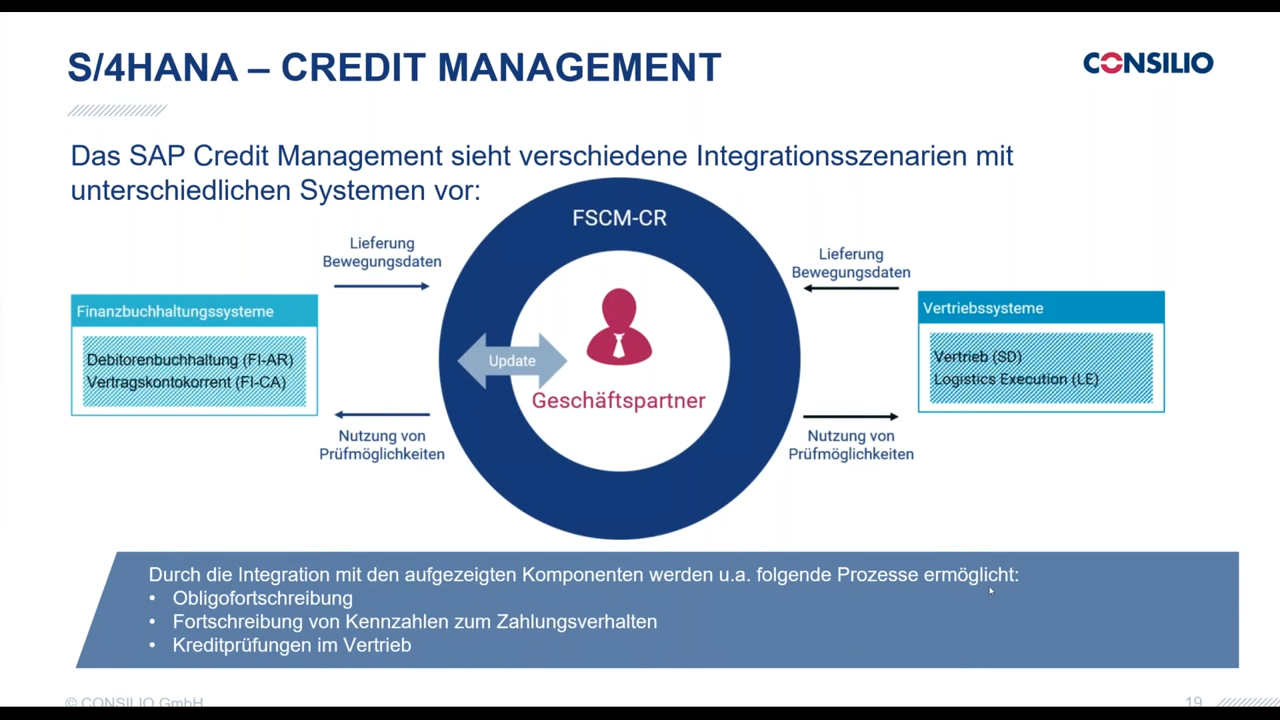 S/4HANA – CREDIT MANAGEMENT
CONSILIO
Das SAP Credit Management sieht verschiedene Integrationsszenarien mit
unterschiedlichen Systemen vor:
FSCM-CR
Lieferung
Bewegungsdaten
Lieferung
Bewegungsdaten
Finanzbuchhaltungssysteme
Debitorenbuchhaltung (FI-AR)
Vertragskontokorrent (FI-CA)
Update
Geschäftspartner
Vertriebssysteme
Vertrieb (SD)
Logistics Execution (LE)
Nutzung von
Prüfmöglichkeiten
Nutzung von
Prüfmöglichkeiten
Durch die Integration mit den aufgezeigten Komponenten werden u.a. folgende Prozesse ermöglicht:
• Obligofortschreibung
• Fortschreibung von Kennzahlen zum Zahlungsverhalten
• Kreditprüfungen im Vertrieb
© CONSILIO GmbH
19